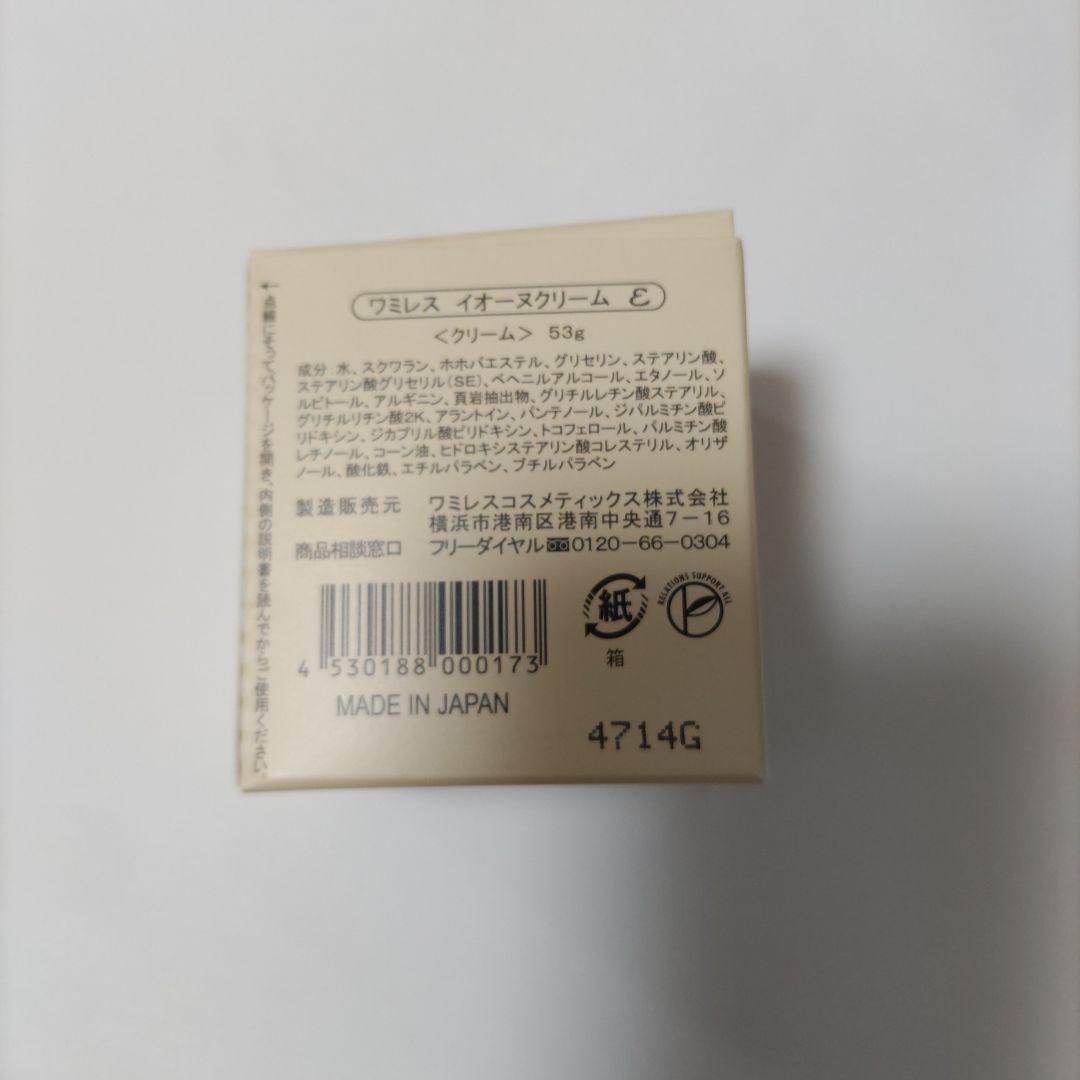 ワミレス イオーヌクリーム ε
＜クリーム＞ 53g
成分：水、スクワラン、ホホバエステル、グリセリン、ステアリン酸、
ステアリン酸グリセリル（SE）、ベヘニルアルコール、エタノール、ソ
ルビトール、アルギニン、頁岩抽出物、グリチルレチン酸ステアリル、
グリチルリチン酸2K、アラントイン、パンテノール、ジパルミチン酸ピ
リドキシン、ジカプリル酸ピリドキシン、トコフェロール、パルミチン酸
レチノール、コーン油、ヒドロキシステアリン酸コレステリル、オリザ
ノール、酸化鉄、エチルパラベン、ブチルパラベン
製造販売元 ワミレスコスメティックス株式会社
横浜市港南区港南中央通7－16
商品相談窓口 フリーダイヤル 0120－66－0304
4 530188 000173
MADE IN JAPAN
紙
箱
RELATIONS SUPPORT ALL
4714G
←点線にそってパッケージを開き、内側の説明書を読んでからご使用ください。